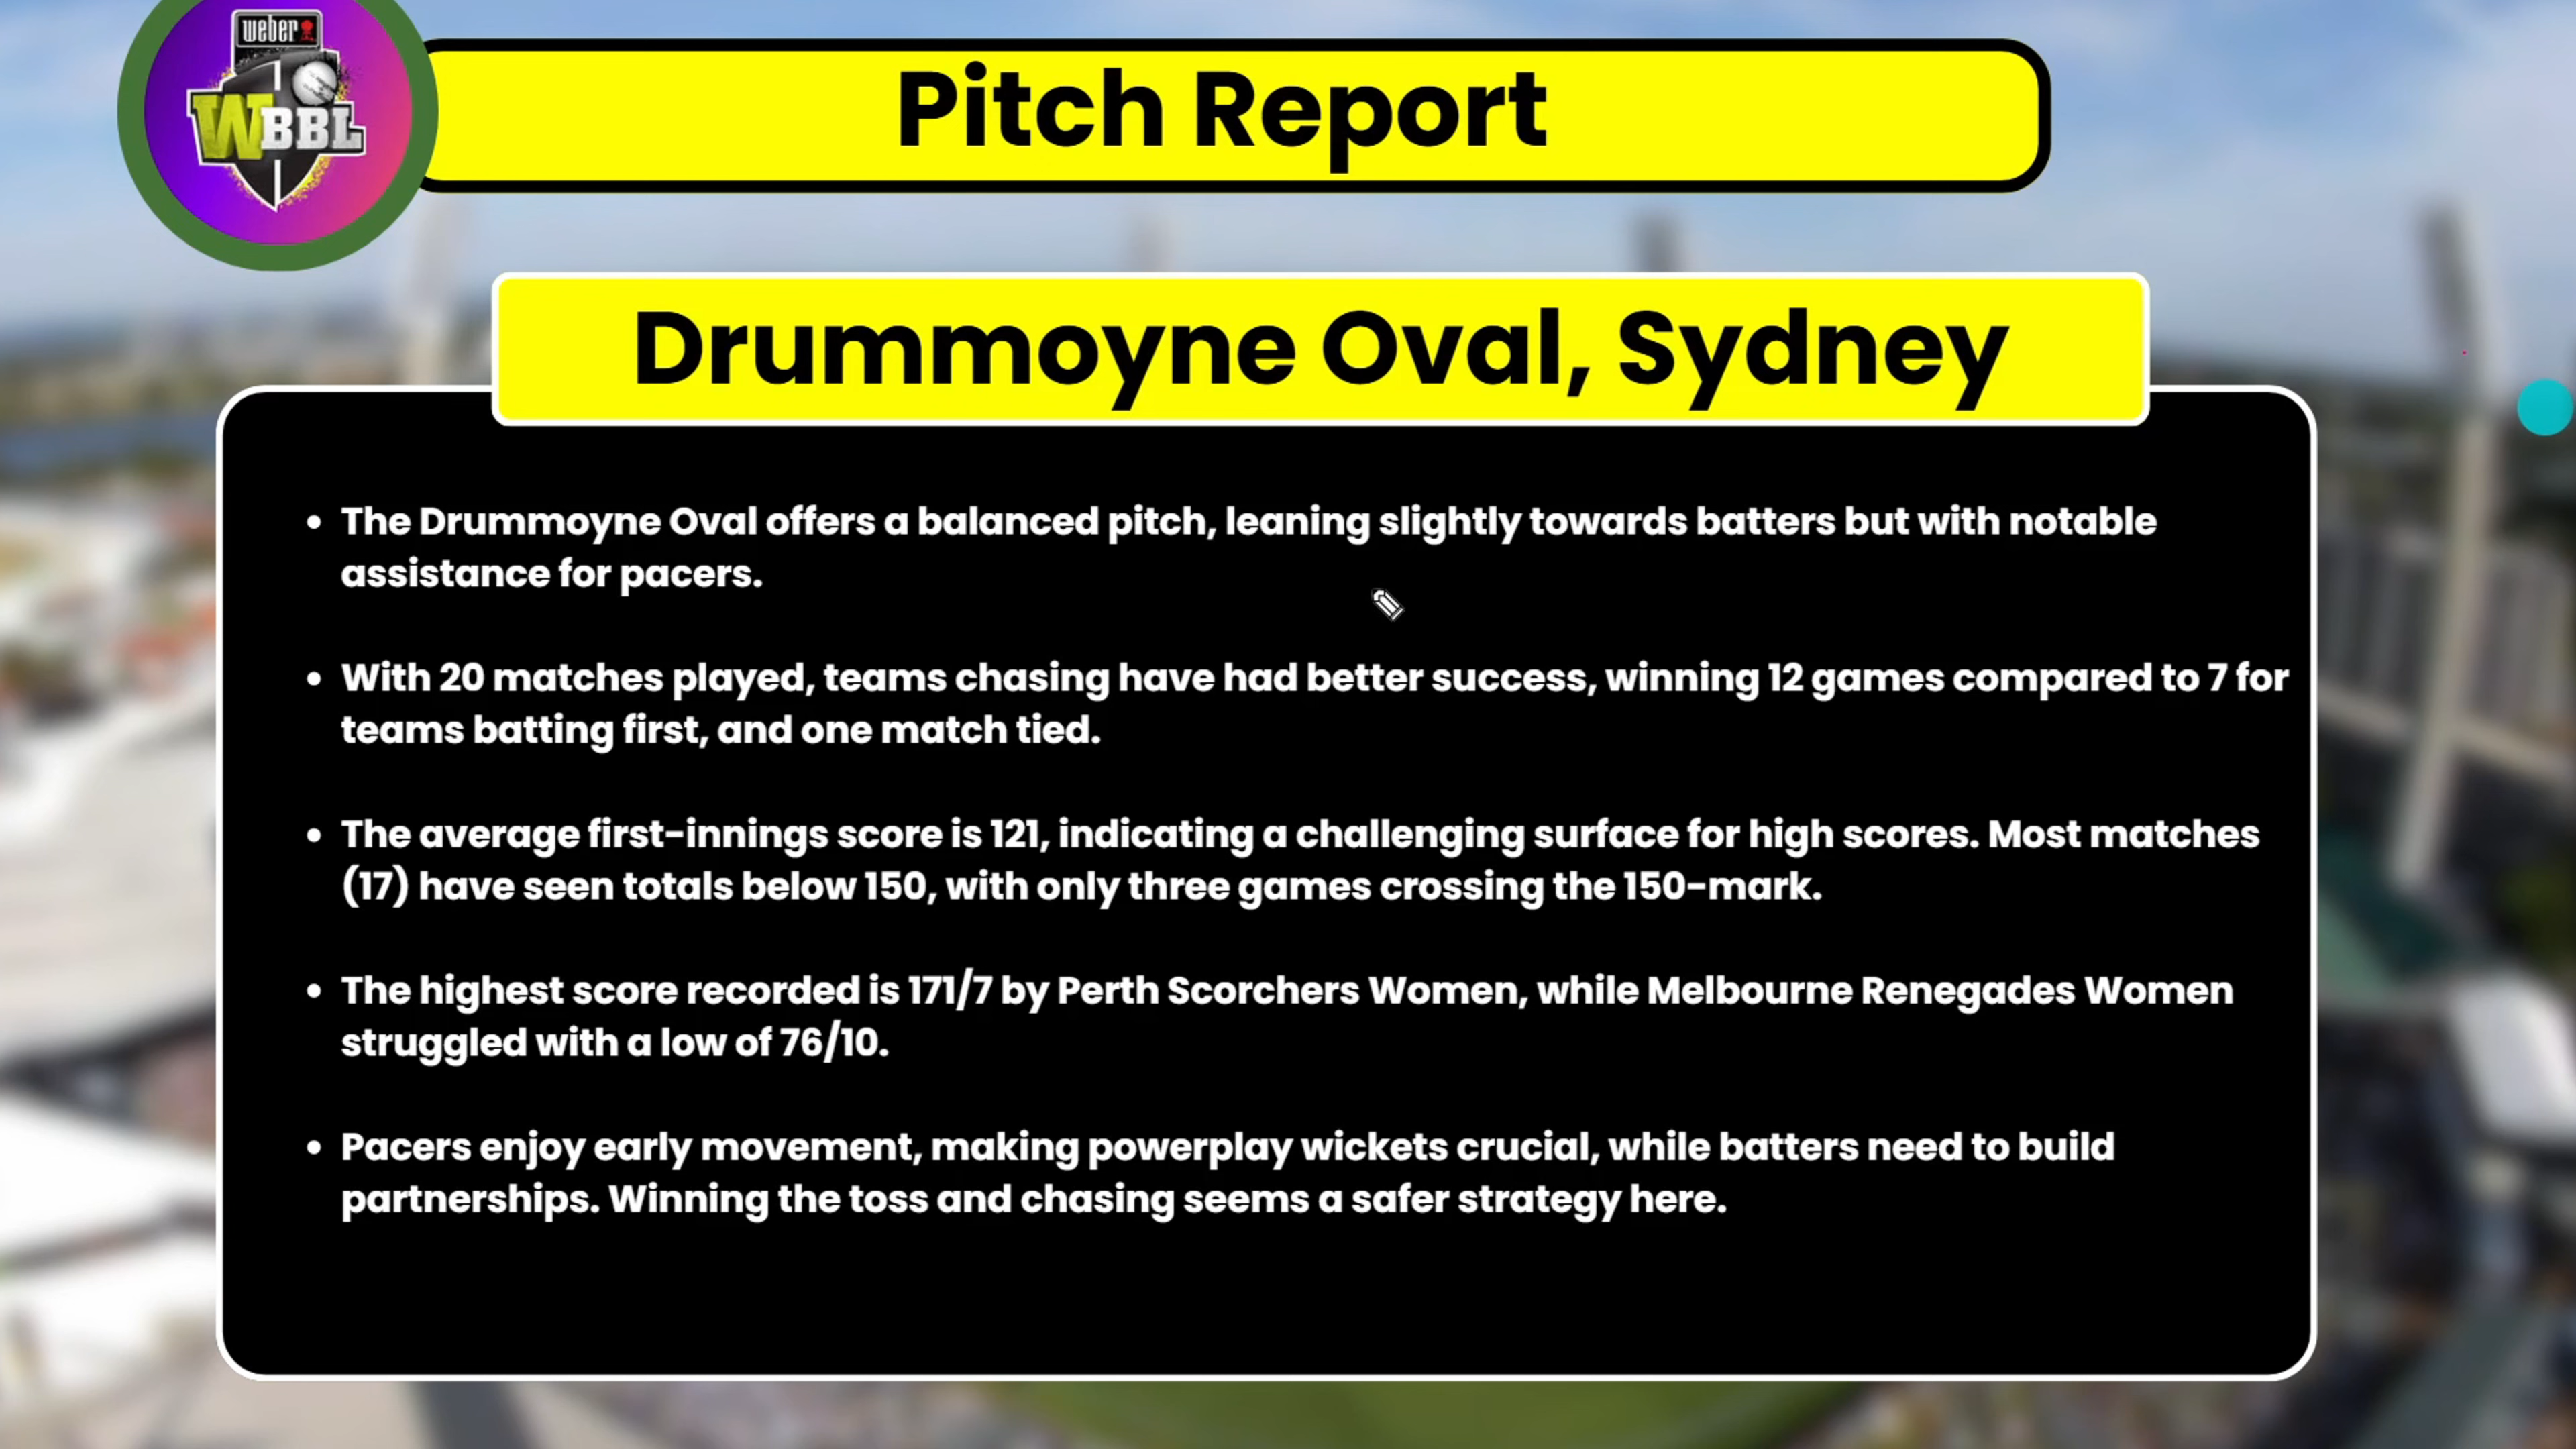 weber
WBBL
Pitch Report
Drummoyne Oval, Sydney
• The Drummoyne Oval offers a balanced pitch, leaning slightly towards batters but with notable
assistance for pacers.
• With 20 matches played, teams chasing have had better success, winning 12 games compared to 7 for
teams batting first, and one match tied.
• The average first-innings score is 121, indicating a challenging surface for high scores. Most matches
(17) have seen totals below 150, with only three games crossing the 150-mark.
• The highest score recorded is 171/7 by Perth Scorchers Women, while Melbourne Renegades Women
struggled with a low of 76/10.
• Pacers enjoy early movement, making powerplay wickets crucial, while batters need to build
partnerships. Winning the toss and chasing seems a safer strategy here.